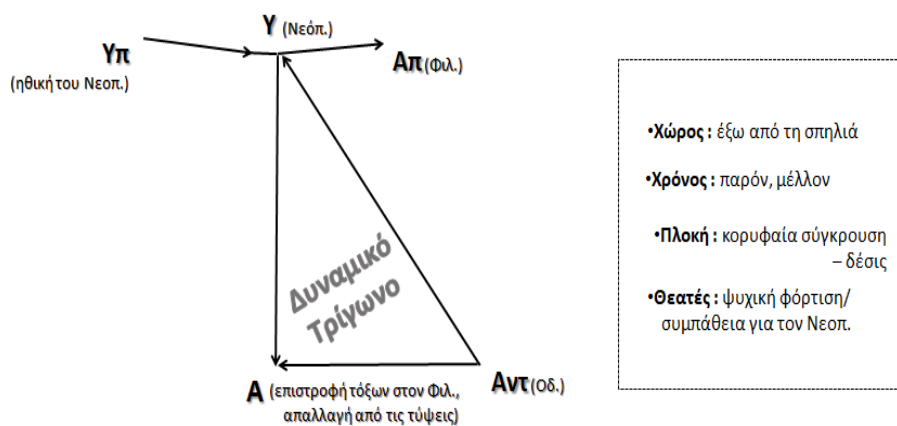 Υ (Νεόπ.)
Υπ
(ηθική του Νεοπ.)
Απ (Φιλ.)
Δυναμικό
Τρίγωνο
Α (επιστροφή τόξων στον Φιλ.,
απαλλαγή από τις τύψεις)
Αντ (Οδ.)
•Χώρος : έξω από τη σπηλιά
•Χρόνος : παρόν, μέλλον
•Πλοκή : κορυφαία σύγκρουση
– δέσις
•Θεατές : ψυχική φόρτιση/
συμπάθεια για τον Νεοπ.